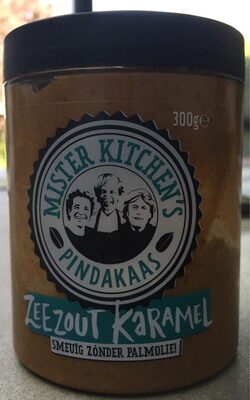 300g℮
MISTER KITCHEN'S
PINDAKAAS
ZEEZOUT KARAMEL
SMEUÏG ZÓNDER PALMOLIE!